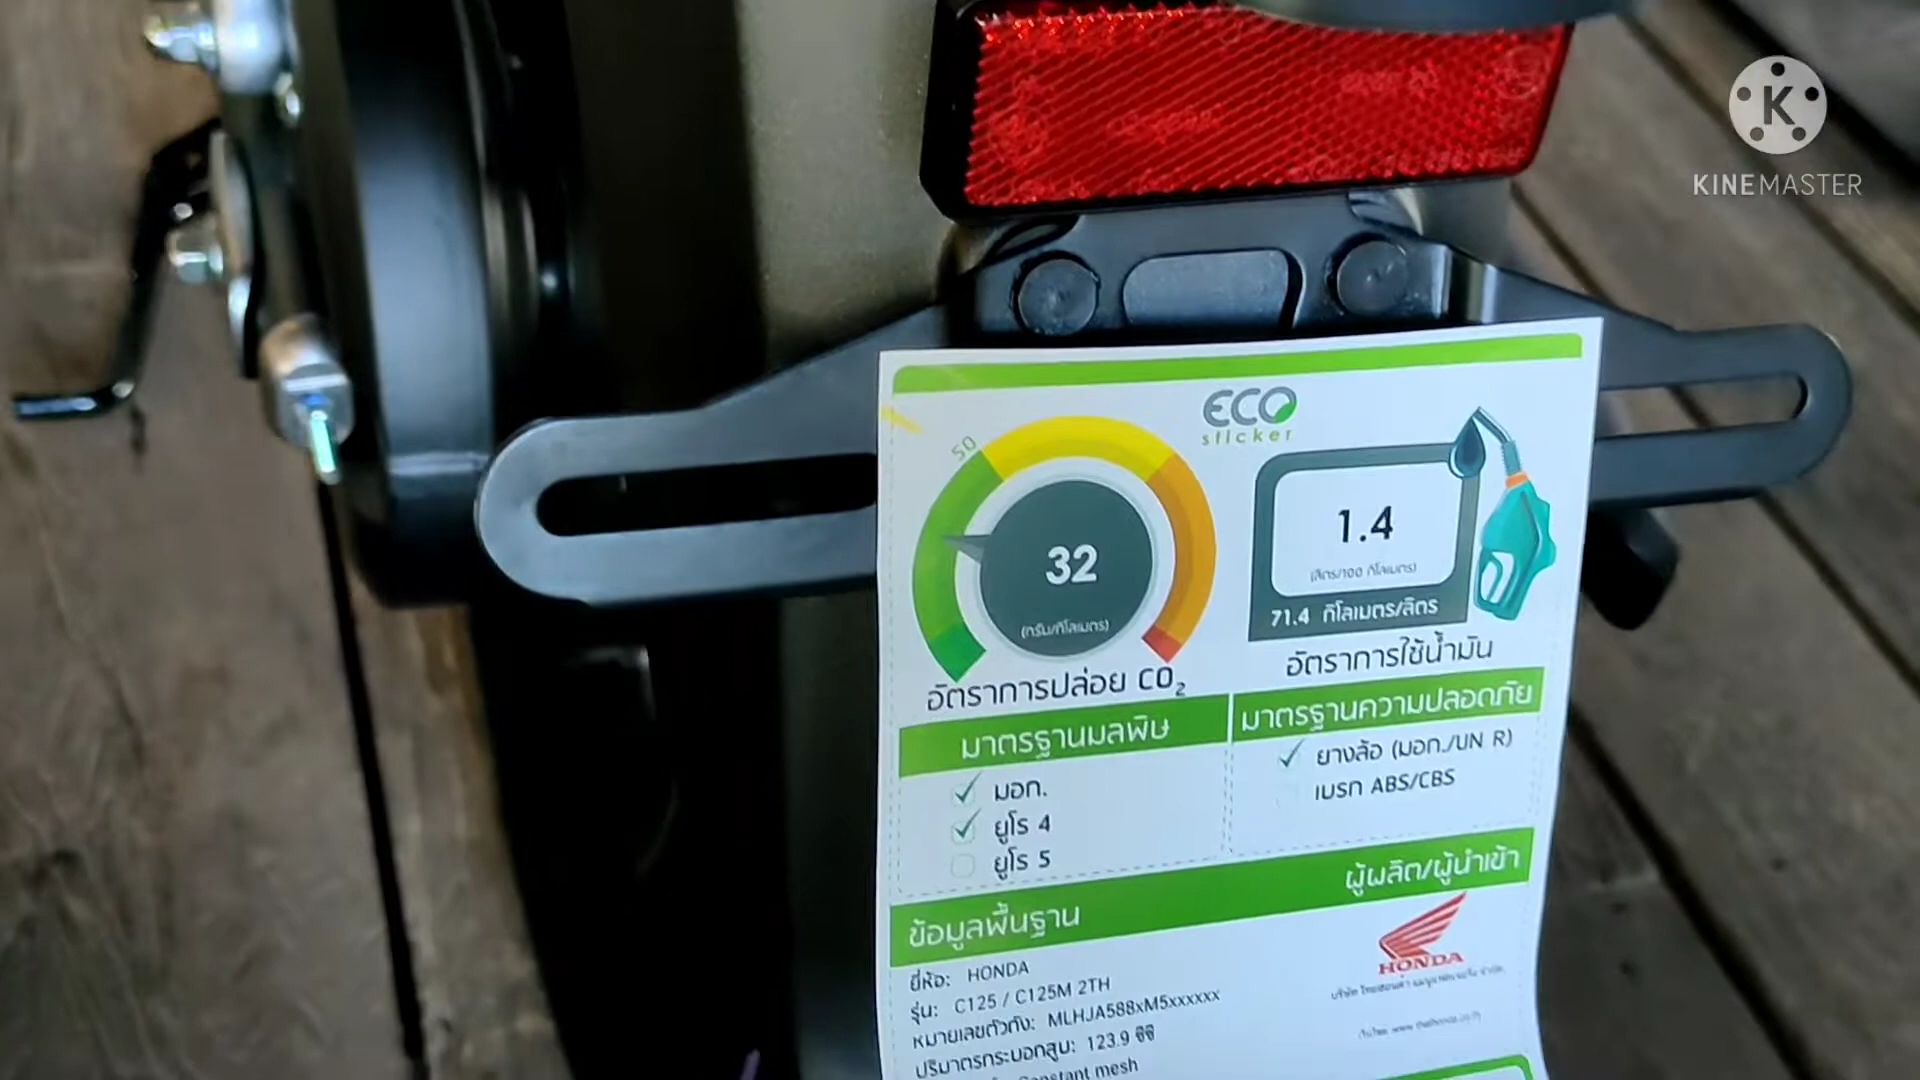 K
KINEMASTER
ECO
sticker
50
32
(กรัม/กิโลเมตร)
อัตราการปล่อย CO₂
1.4
(ลิตร/100 กิโลเมตร)
71.4 กิโลเมตร/ลิตร
อัตราการใช้น้ำมัน
มาตรฐานมลพิษ
✓ มอก.
✓ ยูโร 4
ยูโร 5
มาตรฐานความปลอดภัย
✓ ยางล้อ (มอก./UN R)
เบรก ABS/CBS
ข้อมูลพื้นฐาน
ผู้ผลิต/ผู้นำเข้า
ยี่ห้อ: HONDA
รุ่น: C125 / C125M 2TH
หมายเลขตัวถัง: MLHJA588xM5xxxxxx
ปริมาตรกระบอกสูบ: 123.9 ซีซี
Constant mesh
HONDA